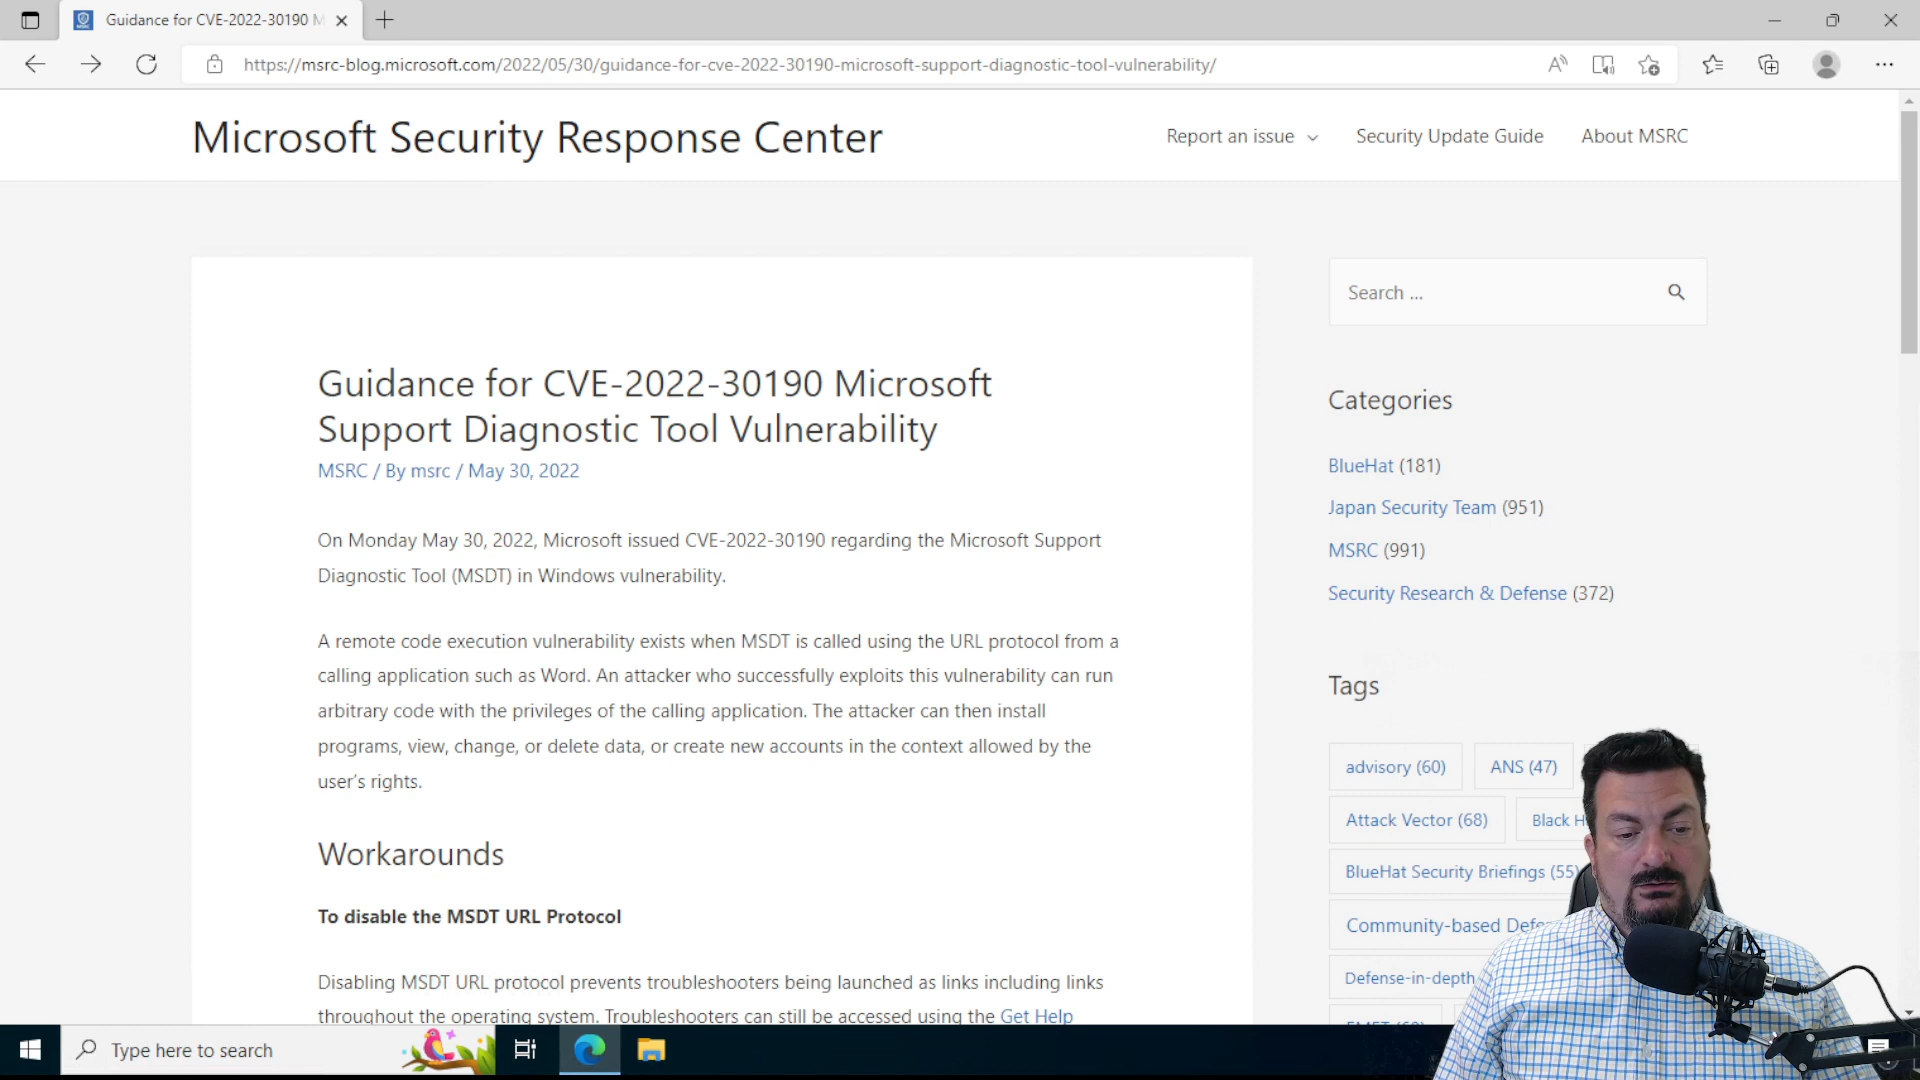 Guidance for CVE-2022-30190 M
https://msrc-blog.microsoft.com/2022/05/30/guidance-for-cve-2022-30190-microsoft-support-diagnostic-tool-vulnerability/
Microsoft Security Response Center
Report an issue
Security Update Guide
About MSRC
Search ...
Guidance for CVE-2022-30190 Microsoft
Support Diagnostic Tool Vulnerability
MSRC / By msrc / May 30, 2022
On Monday May 30, 2022, Microsoft issued CVE-2022-30190 regarding the Microsoft Support
Diagnostic Tool (MSDT) in Windows vulnerability.
A remote code execution vulnerability exists when MSDT is called using the URL protocol from a
calling application such as Word. An attacker who successfully exploits this vulnerability can run
arbitrary code with the privileges of the calling application. The attacker can then install
programs, view, change, or delete data, or create new accounts in the context allowed by the
user’s rights.
Workarounds
To disable the MSDT URL Protocol
Disabling MSDT URL protocol prevents troubleshooters being launched as links including links
throughout the operating system. Troubleshooters can still be accessed using the Get Help
Categories
BlueHat (181)
Japan Security Team (951)
MSRC (991)
Security Research & Defense (372)
Tags
advisory (60)
ANS (47)
Attack Vector (68)
Black H
BlueHat Security Briefings (55)
Community-based Defe
Defense-in-depth
Type here to search